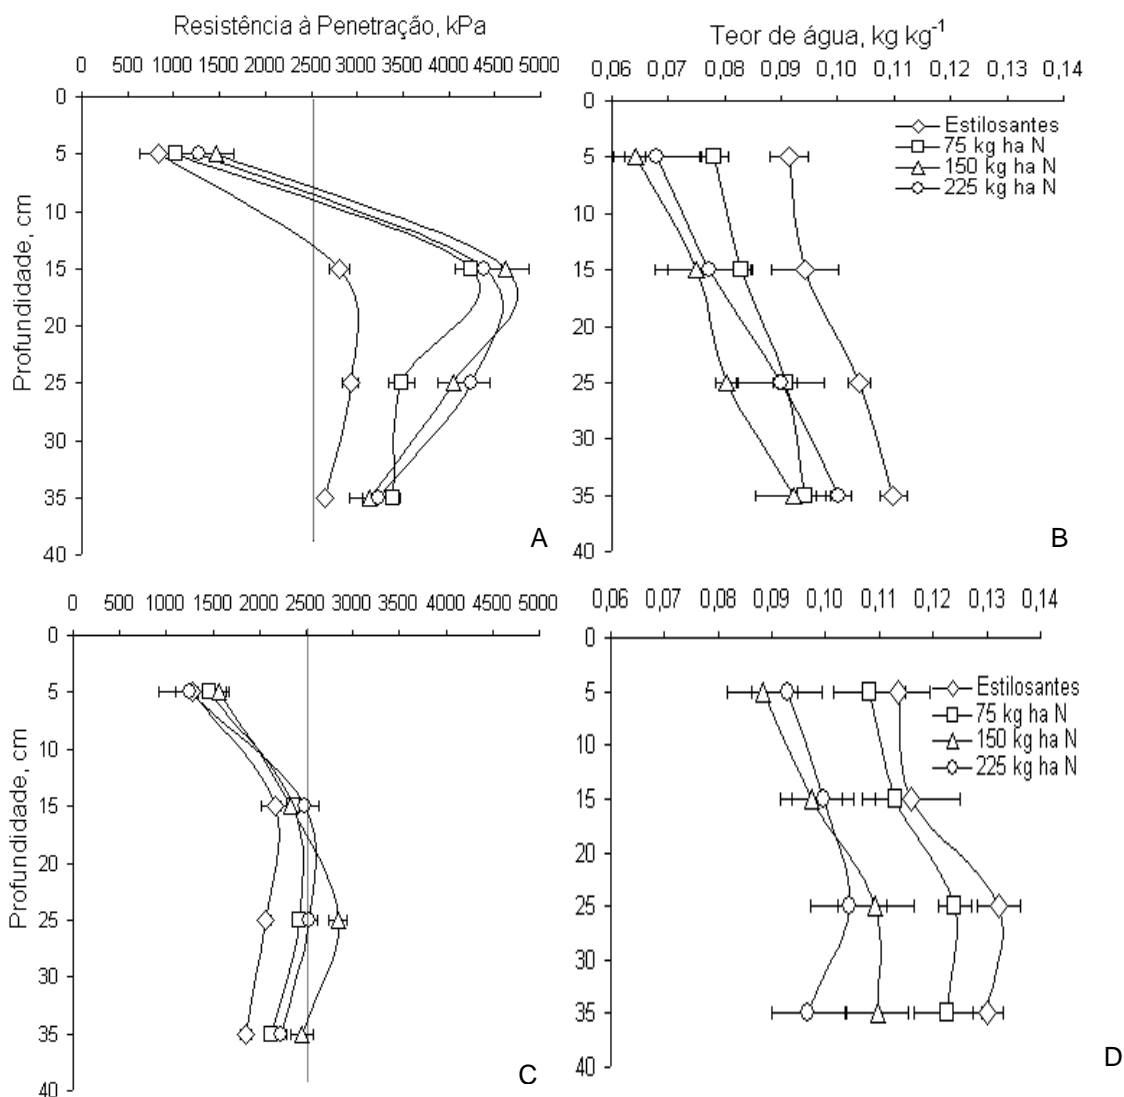 Resistência à Penetração, kPa
0 500 1000 1500 2000 2500 3000 3500 4000 4500 5000
0
5
10
15
20
25
30
35
40
Profundidade, cm
A
Teor de água, kg kg⁻¹
0,06 0,07 0,08 0,09 0,10 0,11 0,12 0,13 0,14
0
5
10
15
20
25
30
35
40
Estilosantes
75 kg ha N
150 kg ha N
225 kg ha N
B
0 500 1000 1500 2000 2500 3000 3500 4000 4500 5000
0
5
10
15
20
25
30
35
40
Profundidade, cm
C
0,06 0,07 0,08 0,09 0,10 0,11 0,12 0,13 0,14
0
5
10
15
20
25
30
35
40
Estilosantes
75 kg ha N
150 kg ha N
225 kg ha N
D